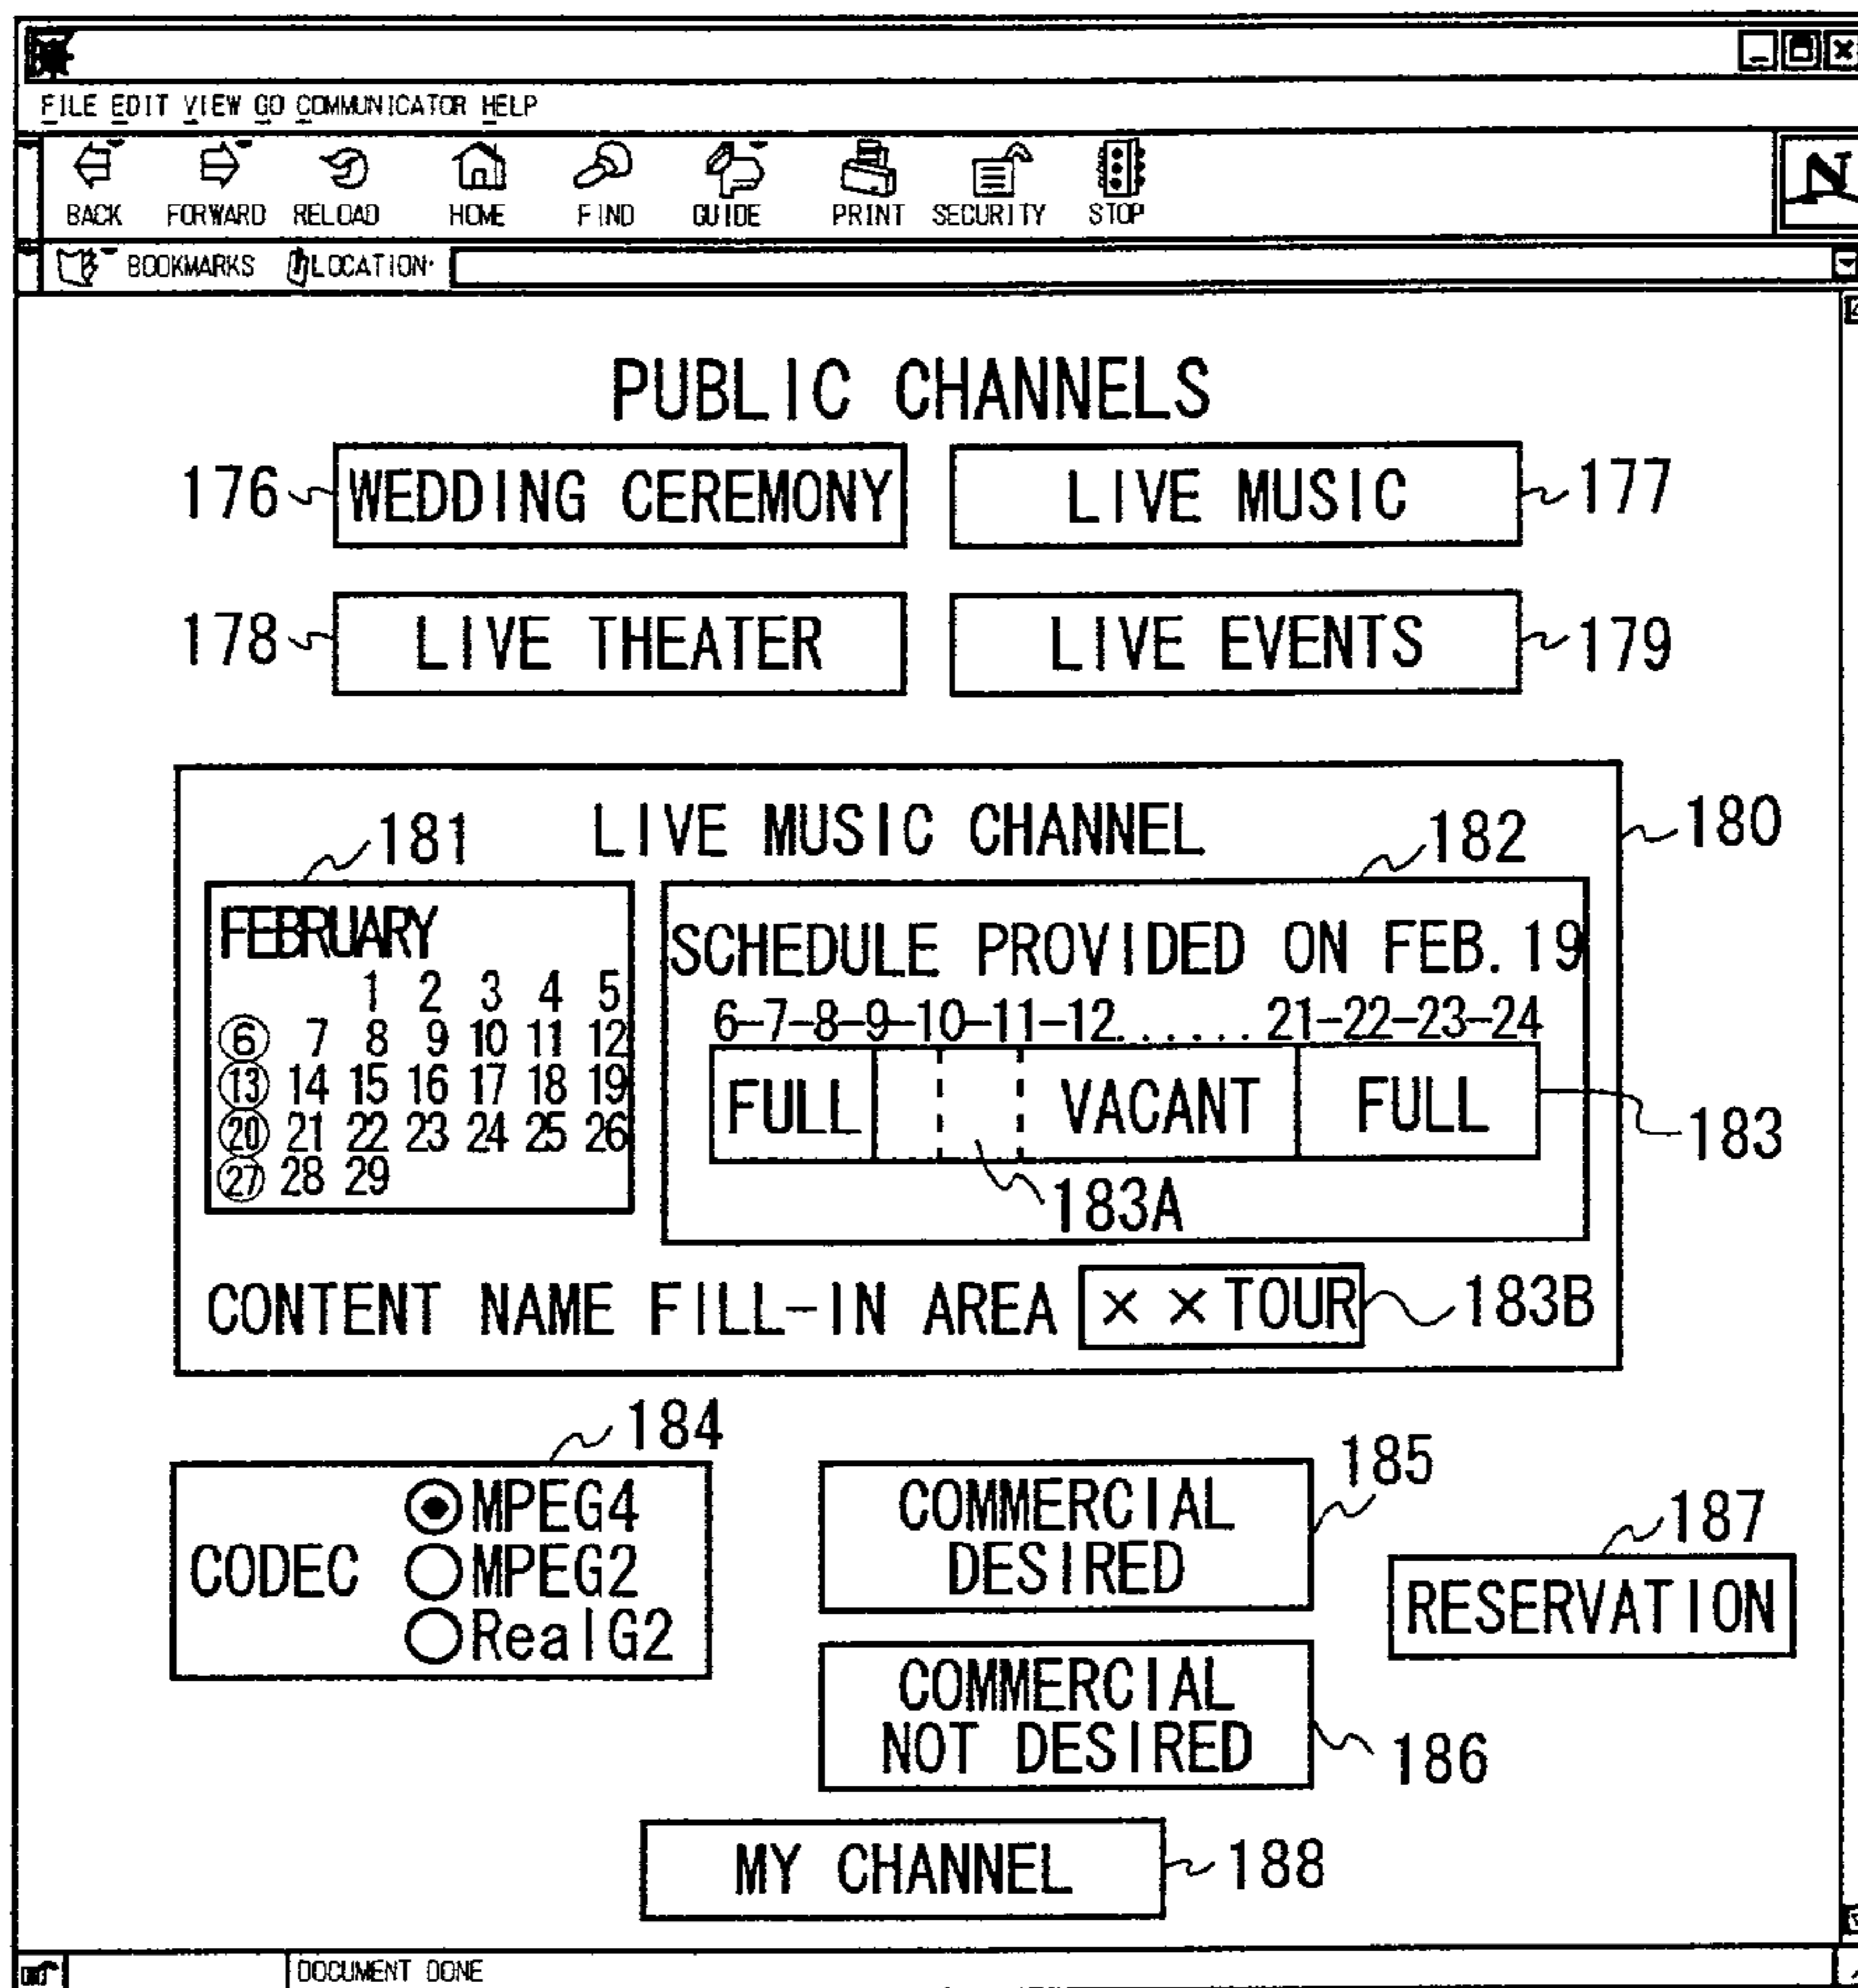 FILE EDIT VIEW GO COMMUNICATOR HELP
BACK FORWARD RELOAD HOME FIND GUIDE PRINT SECURITY STOP
N
BOOKMARKS LOCATION:
PUBLIC CHANNELS
176 WEDDING CEREMONY LIVE MUSIC 177
178 LIVE THEATER LIVE EVENTS 179
LIVE MUSIC CHANNEL 180
181 182
FEBRUARY
1 2 3 4 5
6 7 8 9 10 11 12
13 14 15 16 17 18 19
20 21 22 23 24 25 26
27 28 29
SCHEDULE PROVIDED ON FEB.19
6-7-8-9-10-11-12......21-22-23-24
FULL VACANT FULL 183
183A
CONTENT NAME FILL-IN AREA ××TOUR 183B
184
CODEC
MPEG4
MPEG2
RealG2
COMMERCIAL
DESIRED
185
187
RESERVATION
COMMERCIAL
NOT DESIRED
186
MY CHANNEL 188
DOCUMENT DONE